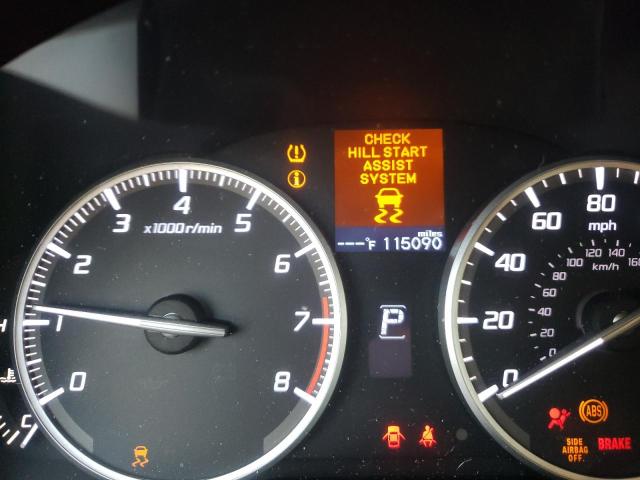 CHECK
HILL START
ASSIST
SYSTEM
miles
---°F 115090
P
0
1
2
3
4
5
6
7
8
x1000r/min
0
20
40
60
80
mph
0
20
40
60
80
100
120
140
160
km/h
H
C
ABS
SIDE
AIRBAG
OFF.
BRAKE